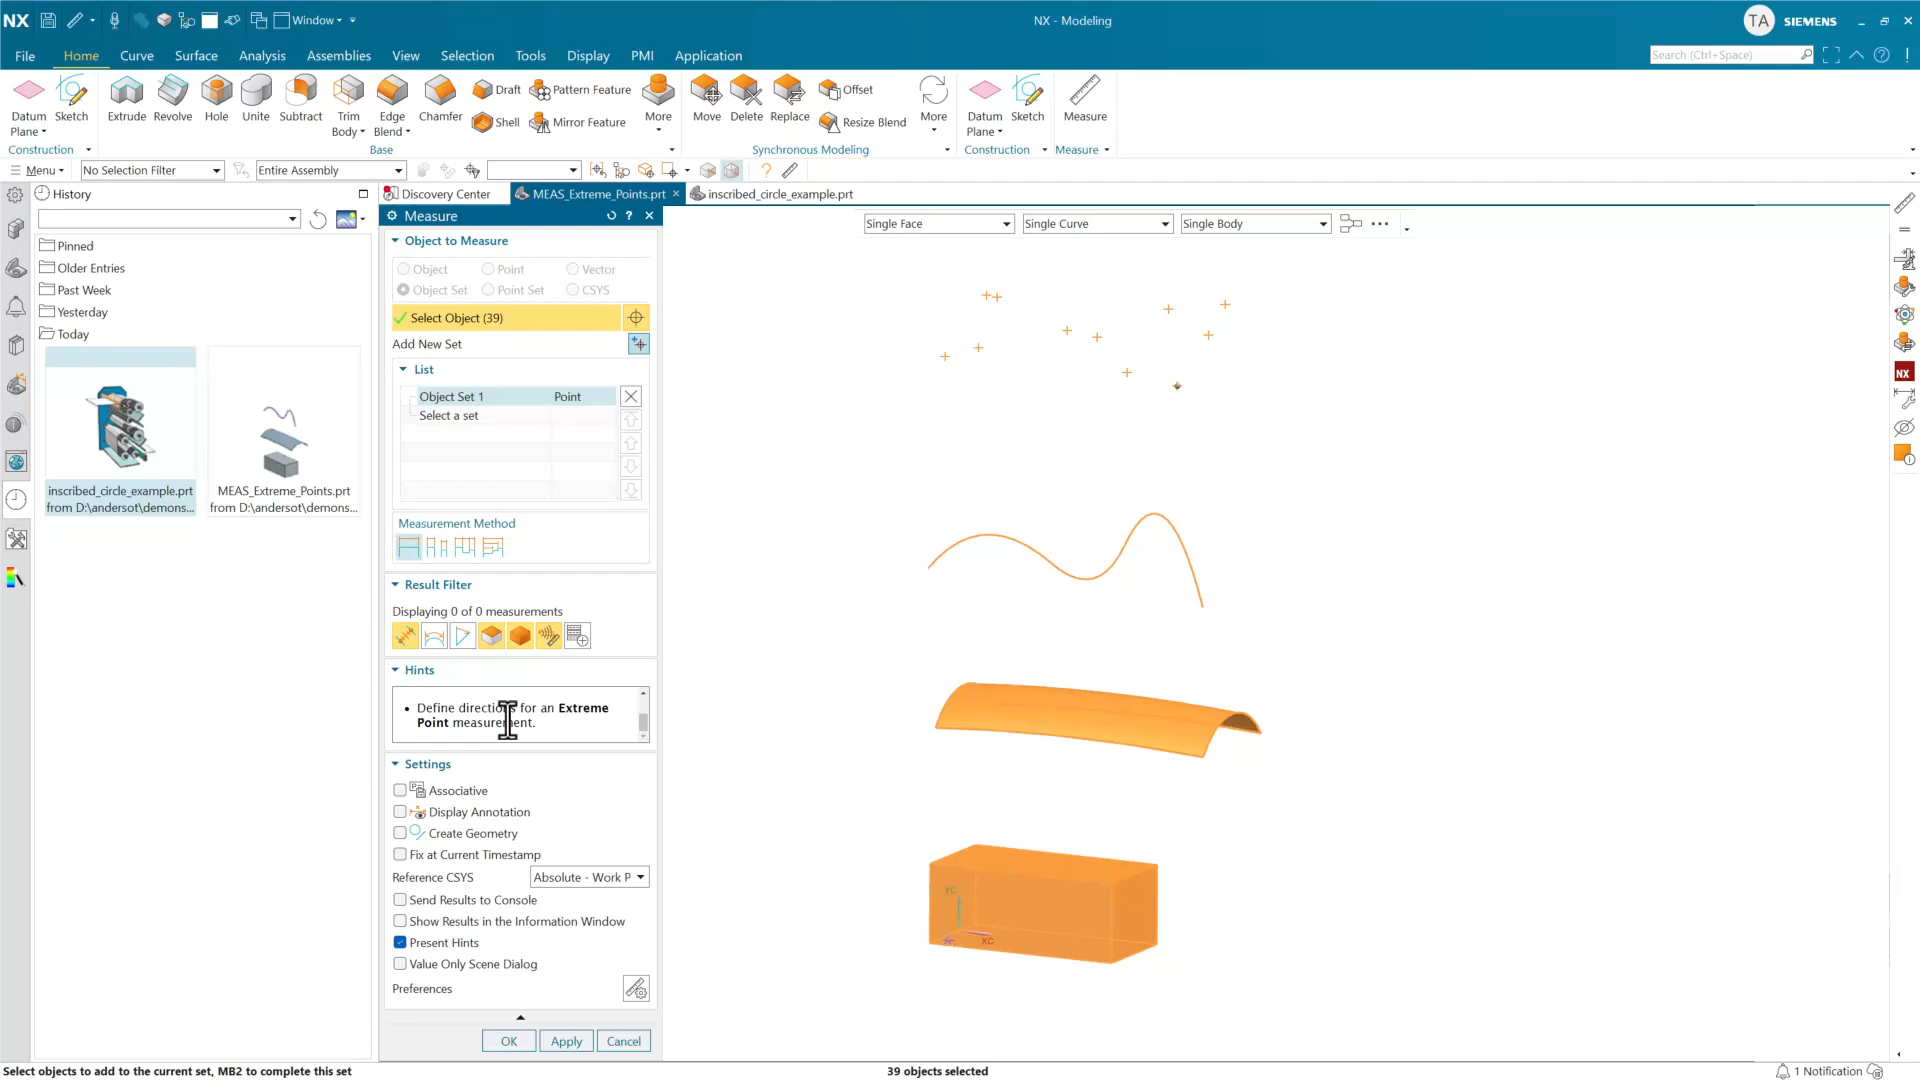 NX
Window
NX - Modeling
TA
SIEMENS
File
Home
Curve
Surface
Analysis
Assemblies
View
Selection
Tools
Display
PMI
Application
Search (Ctrl+Space)
Datum Plane
Sketch
Extrude
Revolve
Hole
Unite
Subtract
Trim Body
Edge Blend
Chamfer
Draft
Shell
Pattern Feature
Mirror Feature
More
Move
Delete
Replace
Offset
Resize Blend
More
Datum Plane
Sketch
Measure
Construction
Base
Synchronous Modeling
Construction
Measure
Menu
No Selection Filter
Entire Assembly
History
Discovery Center
MEAS_Extreme_Points.prt
inscribed_circle_example.prt
Pinned
Older Entries
Past Week
Yesterday
Today
inscribed_circle_example.prt
from D:\andersot\demons...
MEAS_Extreme_Points.prt
from D:\andersot\demons...
Measure
Object to Measure
Object
Point
Vector
Object Set
Point Set
CSYS
Select Object (39)
Add New Set
List
Object Set 1
Point
Select a set
Measurement Method
Result Filter
Displaying 0 of 0 measurements
Hints
• Define directions for an Extreme
Point measurement.
Settings
Associative
Display Annotation
Create Geometry
Fix at Current Timestamp
Reference CSYS
Absolute - Work P
Send Results to Console
Show Results in the Information Window
Present Hints
Value Only Scene Dialog
Preferences
OK
Apply
Cancel
Single Face
Single Curve
Single Body
YC
XC
NX
Select objects to add to the current set, MB2 to complete this set
39 objects selected
1 Notification